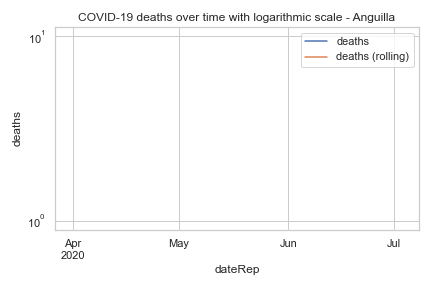 COVID-19 deaths over time with logarithmic scale - Anguilla
deaths
deaths (rolling)
10¹
deaths
10⁰
Apr May Jun Jul
2020
dateRep